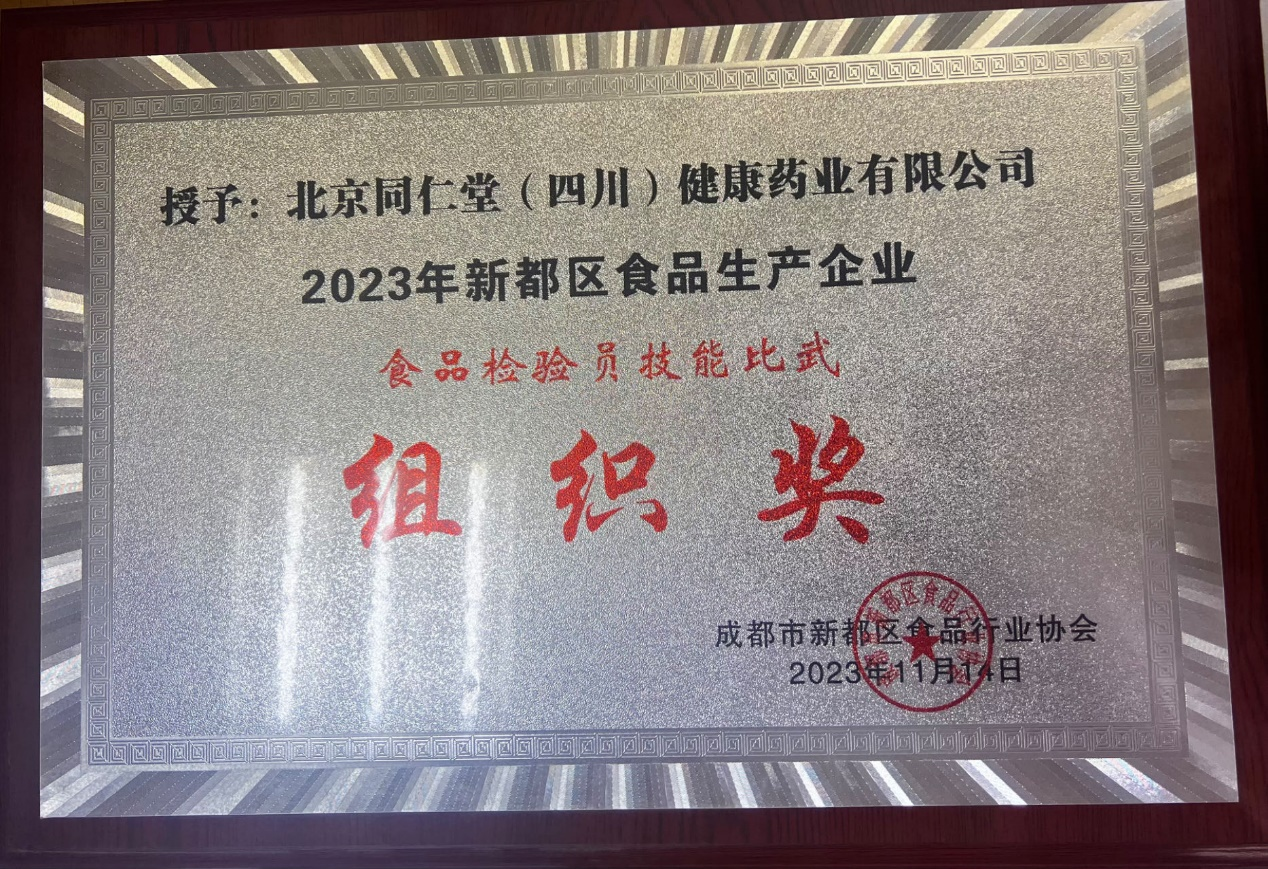 授予：北京同仁堂（四川）健康药业有限公司
2023年新都区食品生产企业
食品检验员技能比武
组织奖
成都市新都区食品行业协会
2023年11月14日